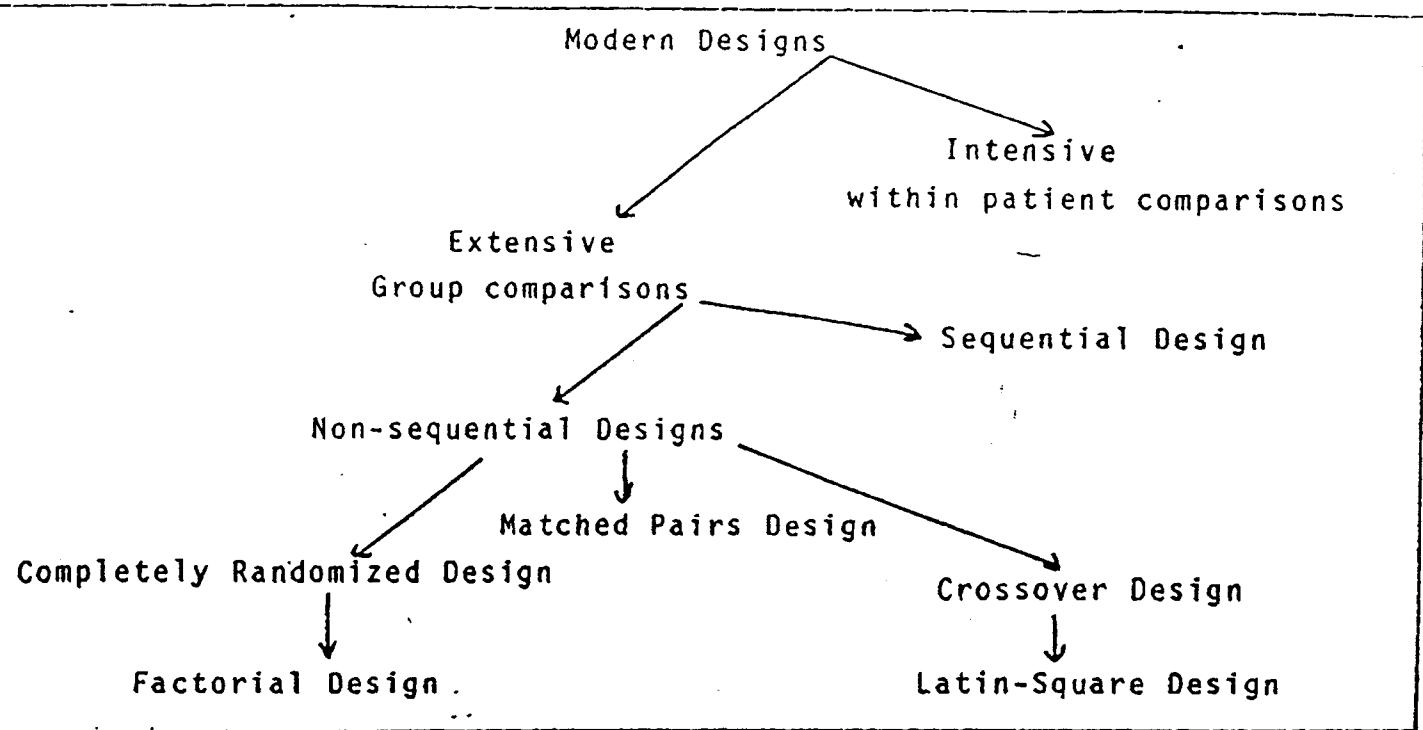 Modern Designs
Intensive
within patient comparisons
Extensive
Group comparisons
Sequential Design
Non-sequential Designs
Matched Pairs Design
Completely Randomized Design
Crossover Design
Factorial Design
Latin-Square Design